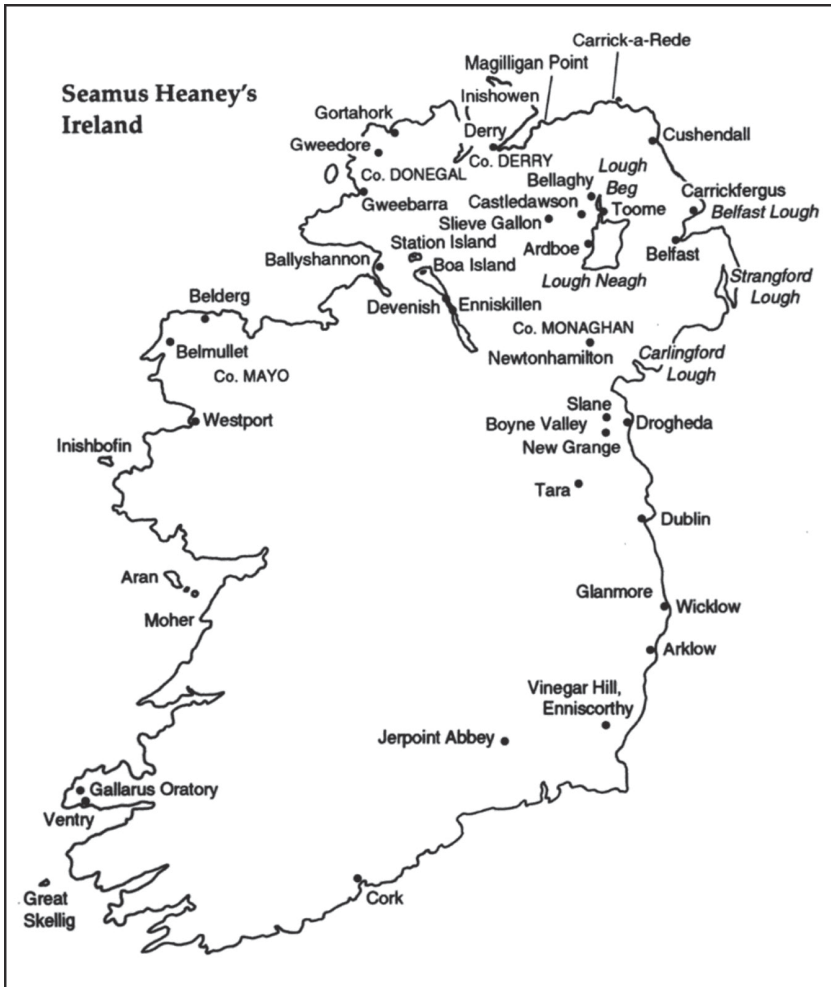 Seamus Heaney's
Ireland
Carrick-a-Rede
Magilligan Point
Inishowen
Gortahork
Derry
Cushendall
Gweedore
Co. DERRY
Lough
Beg
Co. DONEGAL
Bellaghy
Carrickfergus
Gweebarra
Castledawson
Toome
Belfast Lough
Slieve Gallon
Station Island
Ardboe
Belfast
Ballyshannon
Boa Island
Lough Neagh
Strangford
Lough
Belderg
Devenish
Enniskillen
Co. MONAGHAN
Belmullet
Newtonhamilton
Carlingford
Lough
Co. MAYO
Slane
Westport
Boyne Valley
Drogheda
Inishbofin
New Grange
Tara
Dublin
Aran
Glanmore
Wicklow
Moher
Arklow
Vinegar Hill,
Enniscorthy
Jerpoint Abbey
Gallarus Oratory
Ventry
Great
Skellig
Cork